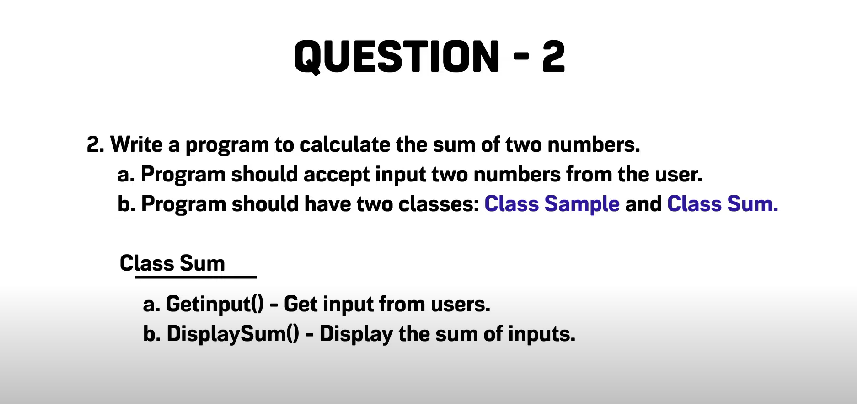 QUESTION - 2
2. Write a program to calculate the sum of two numbers.
a. Program should accept input two numbers from the user.
b. Program should have two classes: Class Sample and Class Sum.
Class Sum
a. Getinput() - Get input from users.
b. DisplaySum() - Display the sum of inputs.